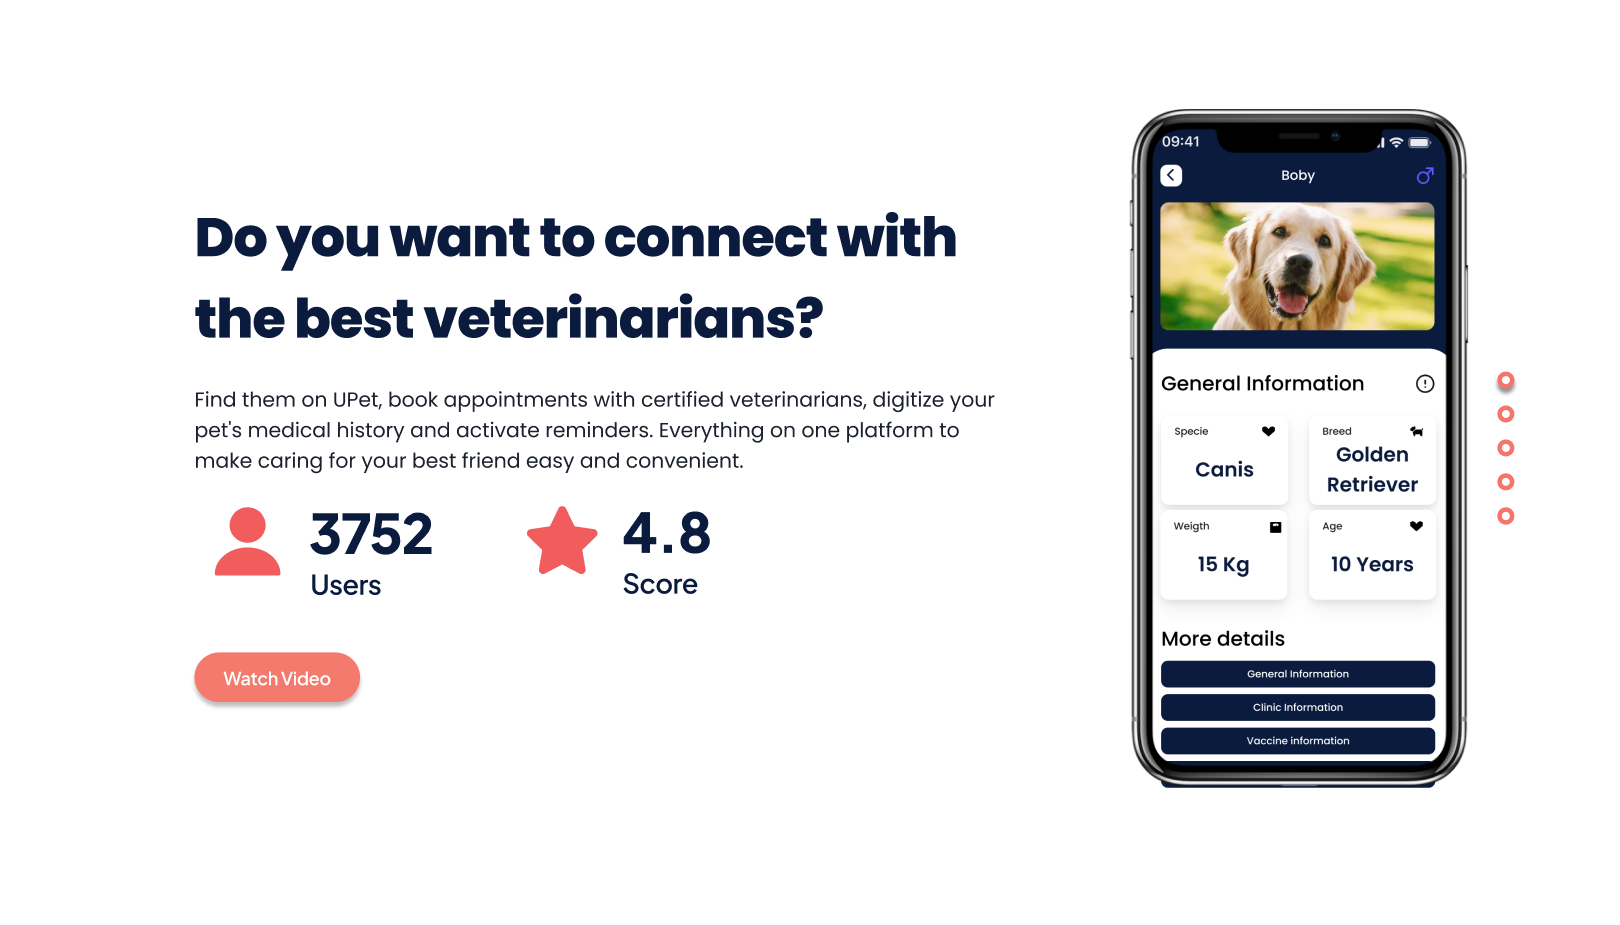 Do you want to connect with
the best veterinarians?
Find them on UPet, book appointments with certified veterinarians, digitize your
pet's medical history and activate reminders. Everything on one platform to
make caring for your best friend easy and convenient.
3752
Users
4.8
Score
Watch Video
09:41
Boby
General Information
Specie
Canis
Breed
Golden
Retriever
Weigth
15 Kg
Age
10 Years
More details
General Information
Clinic Information
Vaccine information